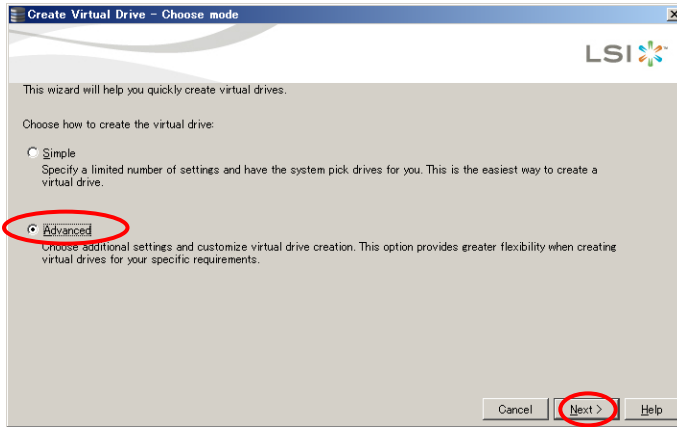 Create Virtual Drive - Choose mode
LSI
This wizard will help you quickly create virtual drives.
Choose how to create the virtual drive:
Simple
Specify a limited number of settings and have the system pick drives for you. This is the easiest way to create a
virtual drive.
Advanced
Choose additional settings and customize virtual drive creation. This option provides greater flexibility when creating
virtual drives for your specific requirements.
Cancel
Next >
Help